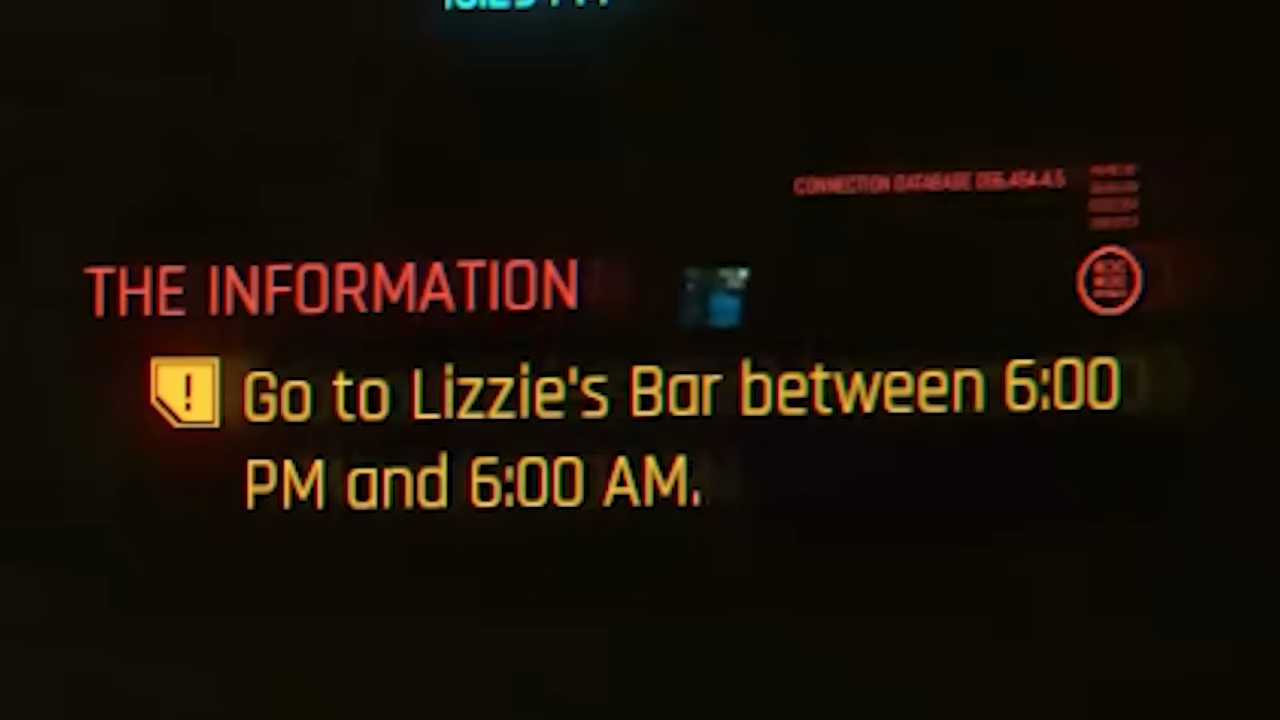 THE INFORMATION
Go to Lizzie's Bar between 6:00
PM and 6:00 AM.